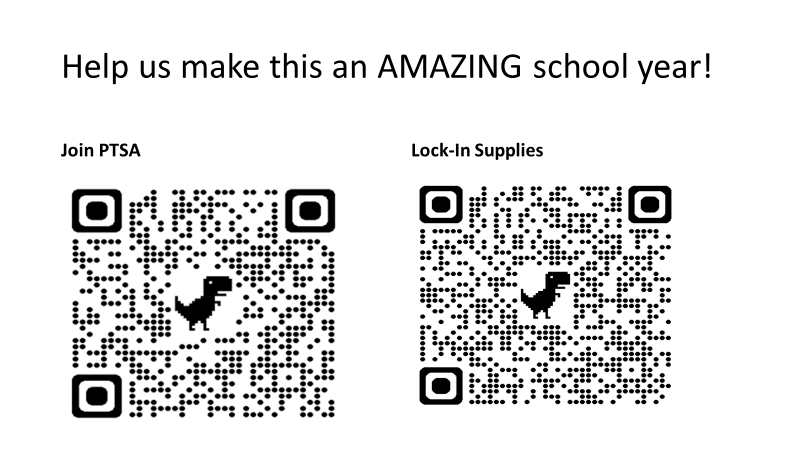 Help us make this an AMAZING school year!
Join PTSA
Lock-In Supplies